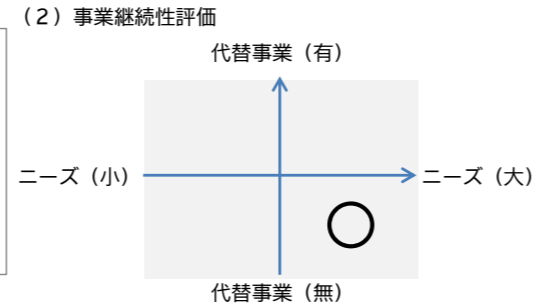 （２）事業継続性評価
代替事業（有）
ニーズ（小）
ニーズ（大）
代替事業（無）